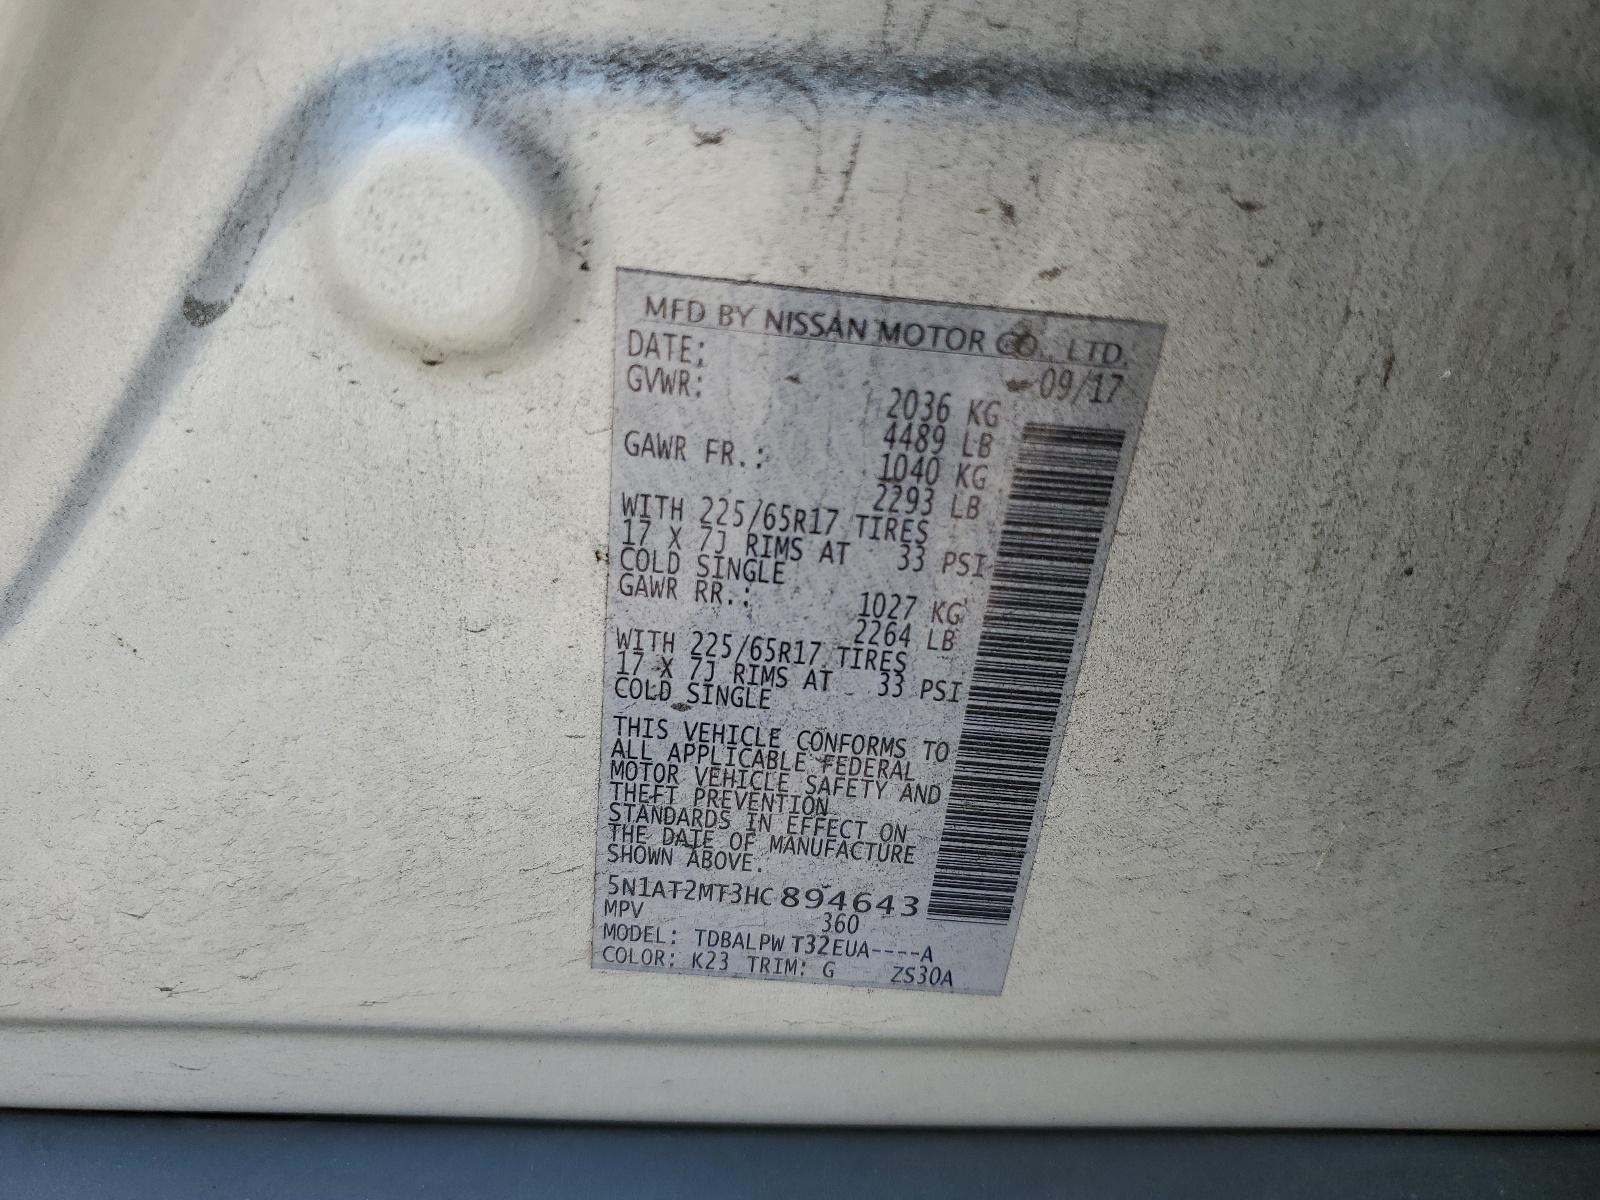 MFD BY NISSAN MOTOR CO., LTD.
DATE: 09/17
GVWR: 2036 KG
4489 LB
GAWR FR.: 1040 KG
2293 LB
WITH 225/65R17 TIRES
17 X 7J RIMS AT 33 PSI
COLD SINGLE
GAWR RR.: 1027 KG
2264 LB
WITH 225/65R17 TIRES
17 X 7J RIMS AT 33 PSI
COLD SINGLE
THIS VEHICLE CONFORMS TO
ALL APPLICABLE FEDERAL
MOTOR VEHICLE SAFETY AND
THEFT PREVENTION
STANDARDS IN EFFECT ON
THE DATE OF MANUFACTURE
SHOWN ABOVE.
5N1AT2MT3HC894643
MPV 360
MODEL: TDBALPW T32EUA----A
COLOR: K23 TRIM: G ZS30A